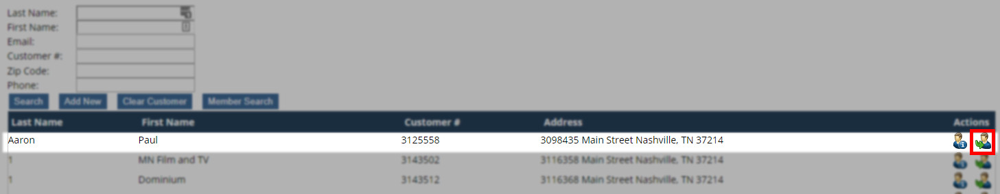 Last Name:
First Name:
Email:
Customer #:
Zip Code:
Phone:
Search Add New Clear Customer Member Search
Last Name First Name Customer # Address Actions
Aaron Paul 3125558 3098435 Main Street Nashville, TN 37214
1 MN Film and TV 3143502 3116358 Main Street Nashville, TN 37214
1 Dominium 3143512 3116368 Main Street Nashville, TN 37214